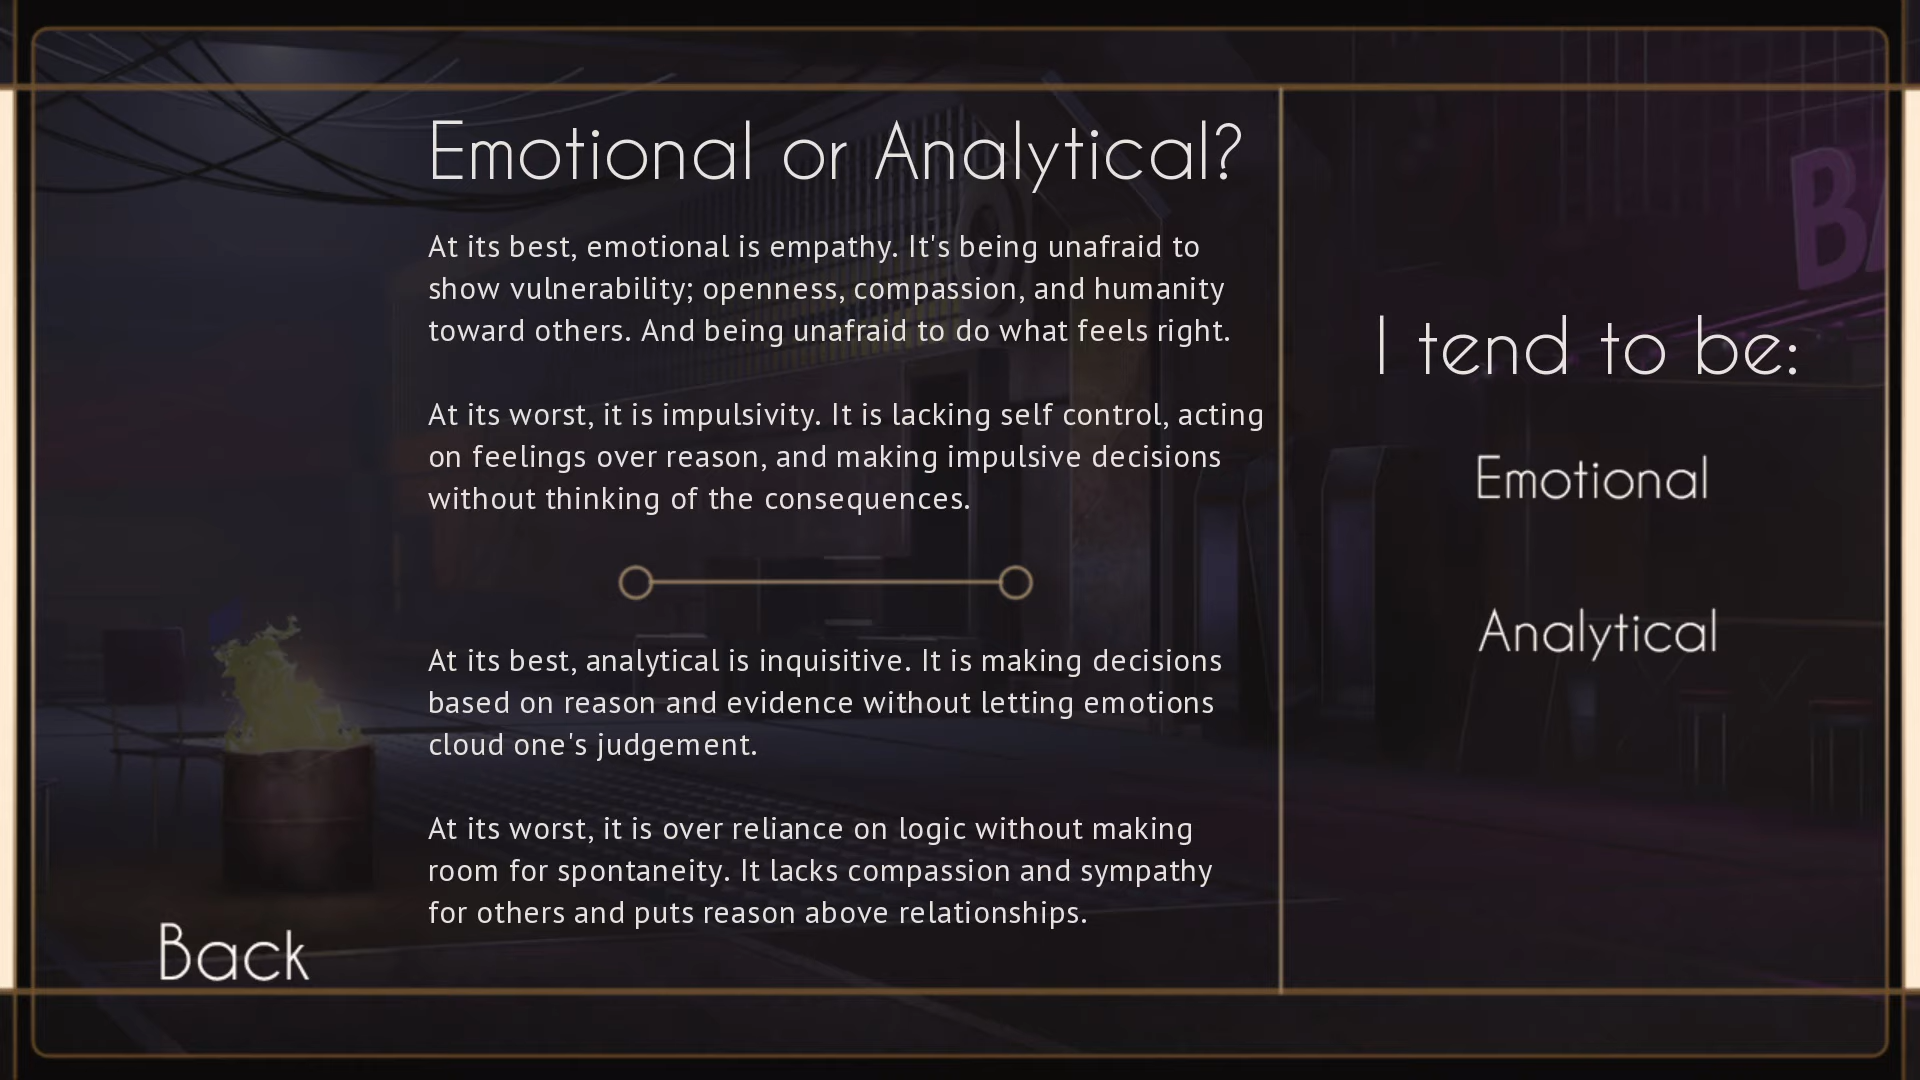 Emotional or Analytical?
At its best, emotional is empathy. It's being unafraid to
show vulnerability; openness, compassion, and humanity
toward others. And being unafraid to do what feels right.
At its worst, it is impulsivity. It is lacking self control, acting
on feelings over reason, and making impulsive decisions
without thinking of the consequences.
At its best, analytical is inquisitive. It is making decisions
based on reason and evidence without letting emotions
cloud one's judgement.
At its worst, it is over reliance on logic without making
room for spontaneity. It lacks compassion and sympathy
for others and puts reason above relationships.
Back
I tend to be:
Emotional
Analytical